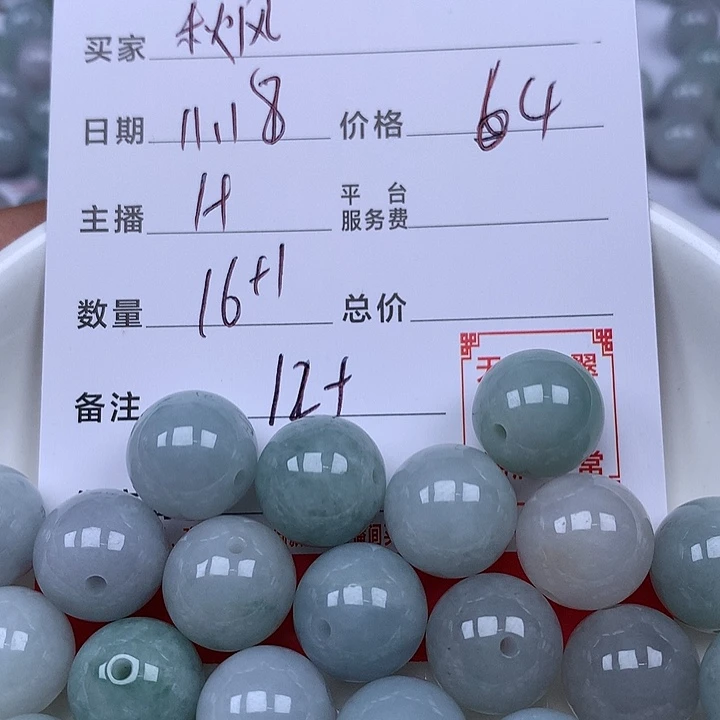 买家 秋风
日期 11.18 价格 64
主播 H 平台
服务费
数量 16+1 总价
备注 12+